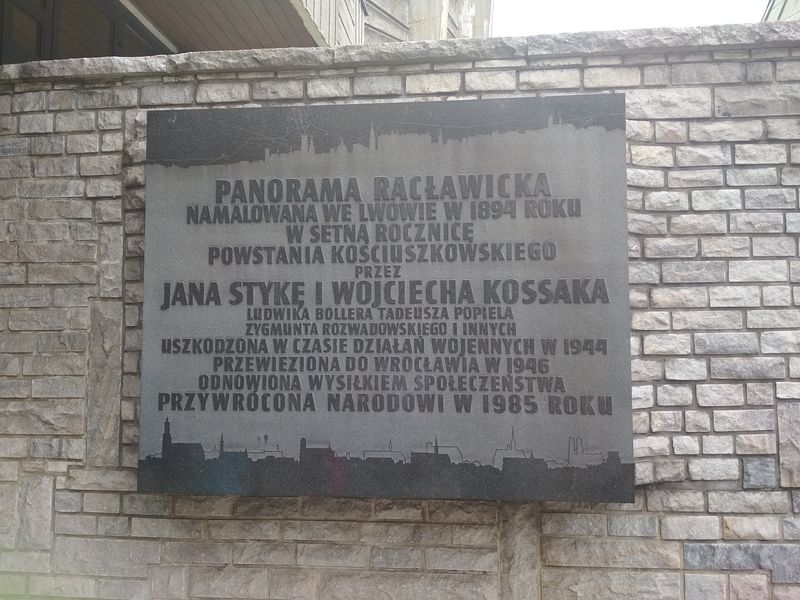 PANORAMA RACŁAWICKA
NAMALOWANA WE LWOWIE W 1894 ROKU
W SETNĄ ROCZNICĘ
POWSTANIA KOŚCIUSZKOWSKIEGO
PRZEZ
JANA STYKĘ I WOJCIECHA KOSSAKA
LUDWIKA BOLLERA TADEUSZA POPIELA
ZYGMUNTA ROZWADOWSKIEGO I INNYCH
USZKODZONA W CZASIE DZIAŁAŃ WOJENNYCH W 1944
PRZEWIEZIONA DO WROCŁAWIA W 1946
ODNOWIONA WYSIŁKIEM SPOŁECZEŃSTWA
PRZYWRÓCONA NARODOWI W 1985 ROKU